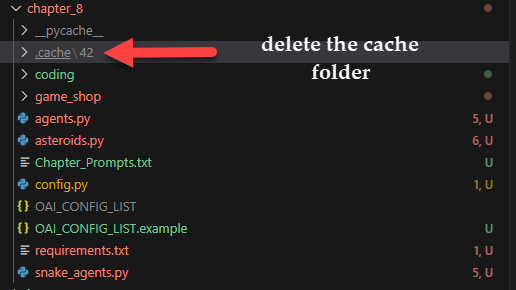 chapter_8
__pycache__
.cache\42
delete the cache
folder
coding
game_shop
agents.py 5, U
asteroids.py 6, U
Chapter_Prompts.txt U
config.py 1, U
{} OAI_CONFIG_LIST
{} OAI_CONFIG_LIST.example U
requirements.txt 1, U
snake_agents.py 5, U